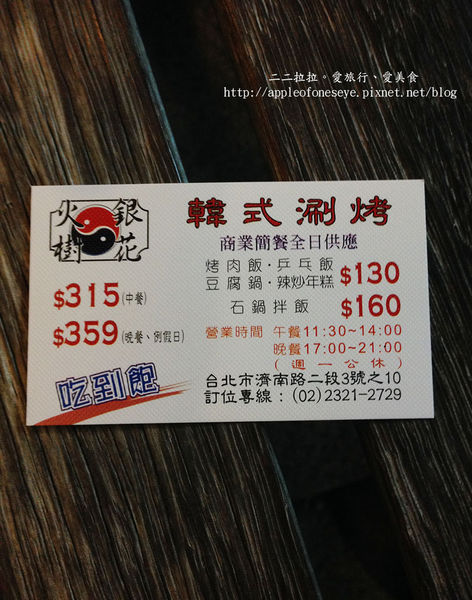 二二拉拉。愛旅行、愛美食
http://appleofoneseye.pixnet.net/blog
火樹銀花
韓式涮烤
商業簡餐全日供應
烤肉飯·乒乓飯
豆腐鍋·辣炒年糕 $130
石鍋拌飯 $160
$315(中餐)
$359(晚餐、例假日)
吃到飽
營業時間 午餐11:30~14:00
晚餐17:00~21:00
(週一公休)
台北市濟南路二段3號之10
訂位專線:(02)2321-2729